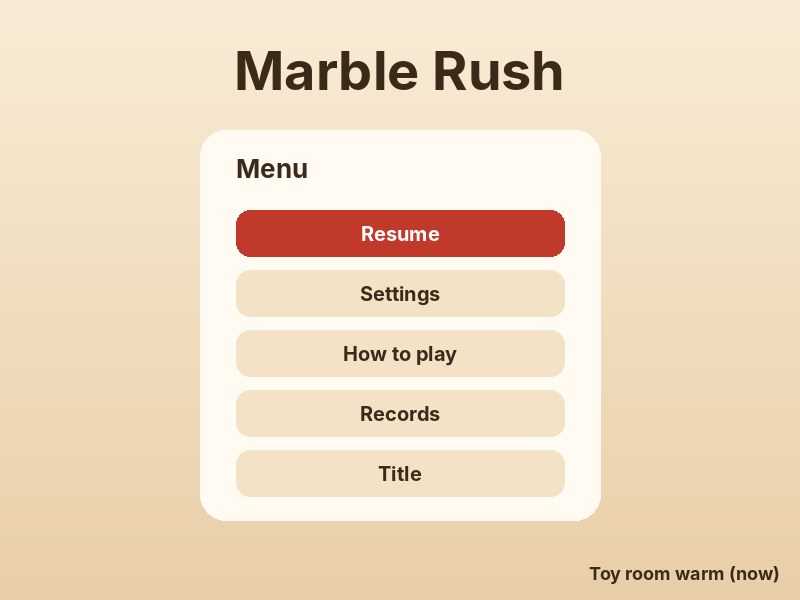 Marble Rush
Menu
Resume
Settings
How to play
Records
Title
Toy room warm (now)